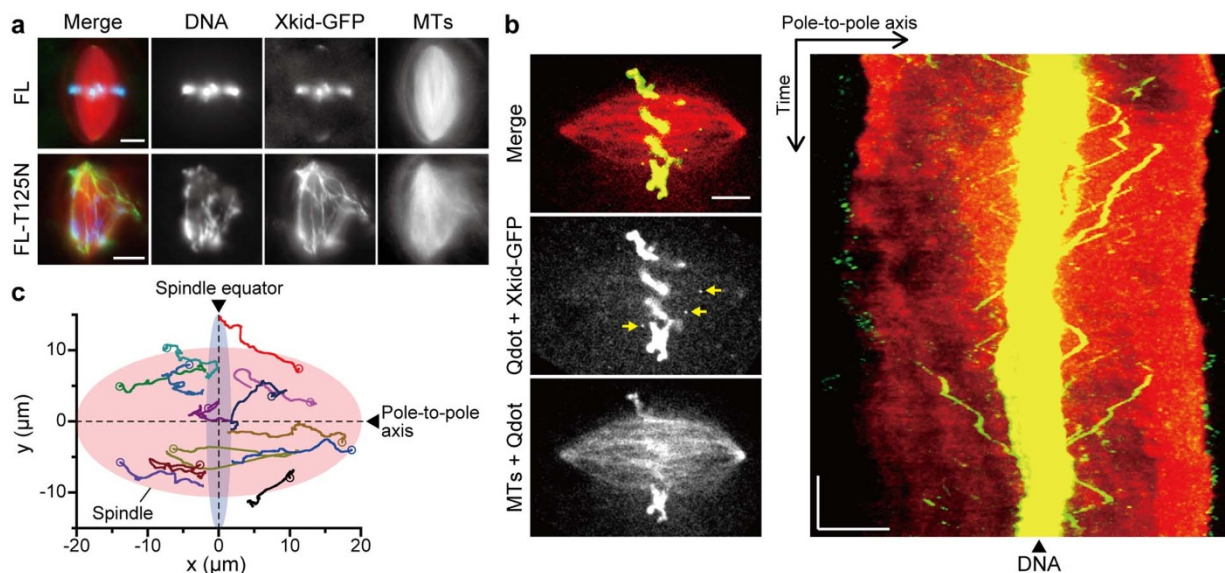 a
Merge
DNA
Xkid-GFP
MTs
FL
FL-T125N
b
Merge
Qdot + Xkid-GFP
MTs + Qdot
Pole-to-pole axis
Time
DNA
c
Spindle equator
Pole-to-pole
axis
Spindle
y (μm)
10
0
-10
-20
-10
0
10
20
x (μm)